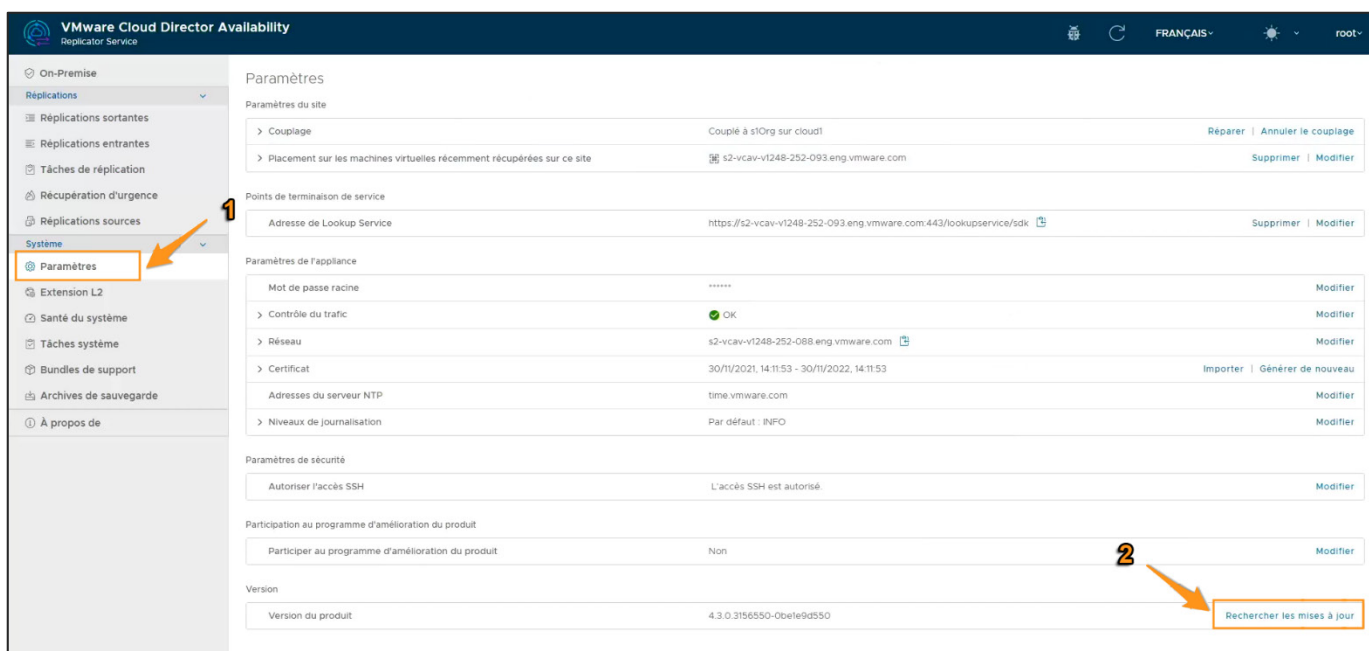 VMware Cloud Director Availability
Replicator Service
FRANÇAIS
root
On-Premise
Réplications
Réplications sortantes
Réplications entrantes
Tâches de réplication
Récupération d'urgence
Réplications sources
Système
Paramètres
Extension L2
Santé du système
Tâches système
Bundles de support
Archives de sauvegarde
À propos de
1
Paramètres
Paramètres du site
Couplage Couplé à s1Org sur cloud1 Réparer | Annuler le couplage
Placement sur les machines virtuelles récemment récupérées sur ce site s2-vcav-v1248-252-093.eng.vmware.com Supprimer | Modifier
Points de terminaison de service
Adresse de Lookup Service https://s2-vcav-v1248-252-093.eng.vmware.com:443/lookupservice/sdk Supprimer | Modifier
Paramètres de l'appliance
Mot de passe racine ****** Modifier
Contrôle du trafic OK Modifier
Réseau s2-vcav-v1248-252-088.eng.vmware.com Modifier
Certificat 30/11/2021, 14:11:53 - 30/11/2022, 14:11:53 Importer | Générer de nouveau
Adresses du serveur NTP time.vmware.com Modifier
Niveaux de journalisation Par défaut : INFO Modifier
Paramètres de sécurité
Autoriser l'accès SSH L'accès SSH est autorisé. Modifier
Participation au programme d'amélioration du produit
Participer au programme d'amélioration du produit Non Modifier
2
Version
Version du produit 4.3.0.3156550-0be1e9d550 Rechercher les mises à jour